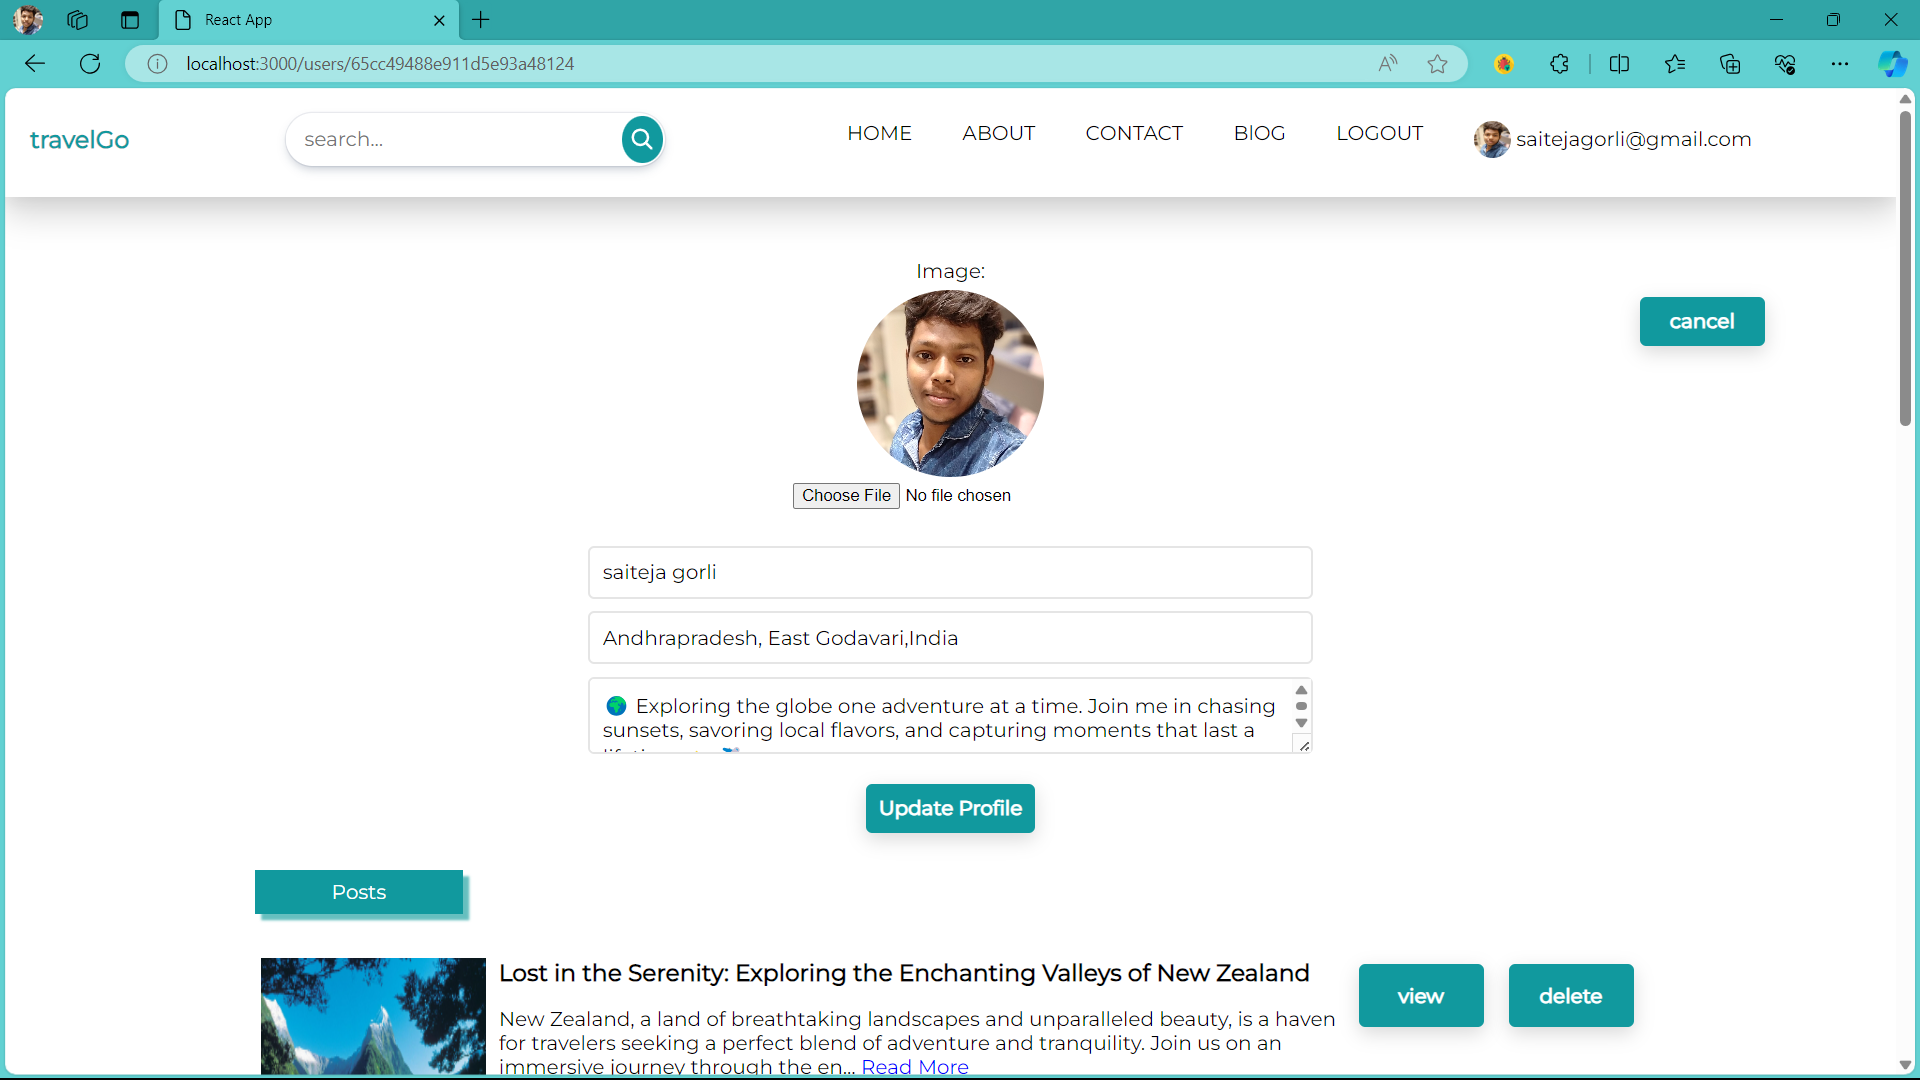 React App
localhost:3000/users/65cc49488e911d5e93a48124
travelGo
search...
HOME
ABOUT
CONTACT
BlOG
LOGOUT
saitejagorli@gmail.com
Image:
cancel
Choose File No file chosen
saiteja gorli
Andhrapradesh, East Godavari,India
🌍 Exploring the globe one adventure at a time. Join me in chasing
sunsets, savoring local flavors, and capturing moments that last a
Update Profile
Posts
Lost in the Serenity: Exploring the Enchanting Valleys of New Zealand
view
delete
New Zealand, a land of breathtaking landscapes and unparalleled beauty, is a haven
for travelers seeking a perfect blend of adventure and tranquility. Join us on an
immersive journey through the en... Read More